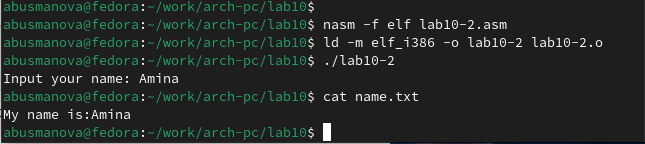 abusmanova@fedora:~/work/arch-pc/lab10$
abusmanova@fedora:~/work/arch-pc/lab10$ nasm -f elf lab10-2.asm
abusmanova@fedora:~/work/arch-pc/lab10$ ld -m elf_i386 -o lab10-2 lab10-2.o
abusmanova@fedora:~/work/arch-pc/lab10$ ./lab10-2
Input your name: Amina
abusmanova@fedora:~/work/arch-pc/lab10$ cat name.txt
My name is:Amina
abusmanova@fedora:~/work/arch-pc/lab10$